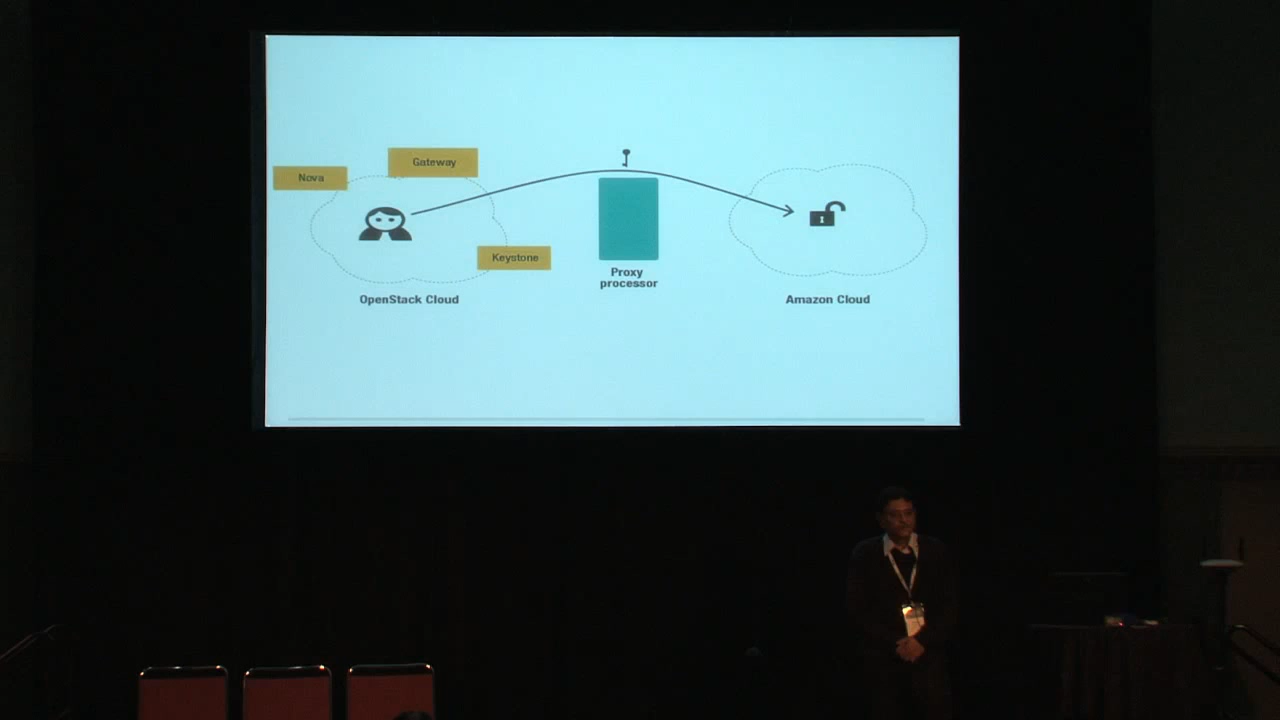 Gateway
Nova
Keystone
Proxy
processor
OpenStack Cloud
Amazon Cloud